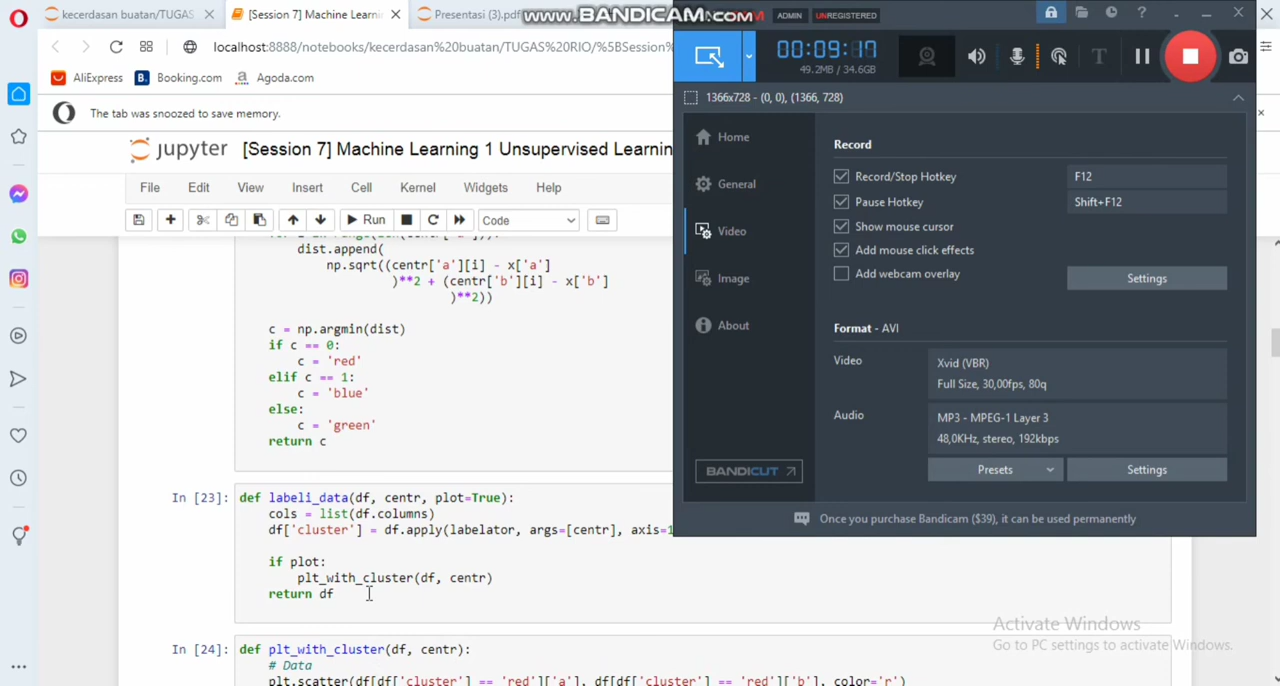 kecerdasan buatan/TUGAS
[Session 7] Machine Learni
Presentasi (3).pdf
www.BANDICAM.com
ADMIN
UNREGISTERED
localhost:8888/notebooks/kecerdasan%20buatan/TUGAS%20RIO/%5BSession%
AliExpress
B. Booking.com
a Agoda.com
The tab was snoozed to save memory.
jupyter [Session 7] Machine Learning 1 Unsupervised Learnin
File Edit View Insert Cell Kernel Widgets Help
Run
Code
dist.append(
np.sqrt((centr['a'][i] - x['a']
)**2 + (centr['b'][i] - x['b']
)**2))
c = np.argmin(dist)
if c == 0:
c = 'red'
elif c == 1:
c = 'blue'
else:
c = 'green'
return c
In [23]: def labeli_data(df, centr, plot=True):
cols = list(df.columns)
df['cluster'] = df.apply(labelator, args=[centr], axis=1
if plot:
plt_with_cluster(df, centr)
return df
In [24]: def plt_with_cluster(df, centr):
# Data
plt.scatter(df[df['cluster'] == 'red']['a'], df[df['cluster'] == 'red']['b'], color='r')
00:09:17
49.2MB / 34.6GB
T
1366x728 - (0, 0), (1366, 728)
Home
General
Video
Image
About
BANDICUT
Record
Record/Stop Hotkey F12
Pause Hotkey Shift+F12
Show mouse cursor
Add mouse click effects
Add webcam overlay
Settings
Format - AVI
Video
Xvid (VBR)
Full Size, 30,00fps, 80q
Audio
MP3 - MPEG-1 Layer 3
48,0KHz, stereo, 192kbps
Presets
Settings
Once you purchase Bandicam ($39), it can be used permanently
Activate Windows
Go to PC settings to activate Windows.